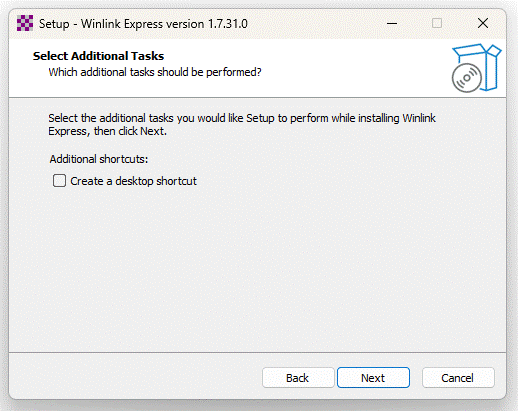 Setup - Winlink Express version 1.7.31.0
Select Additional Tasks
Which additional tasks should be performed?
Select the additional tasks you would like Setup to perform while installing Winlink
Express, then click Next.
Additional shortcuts:
Create a desktop shortcut
Back
Next
Cancel